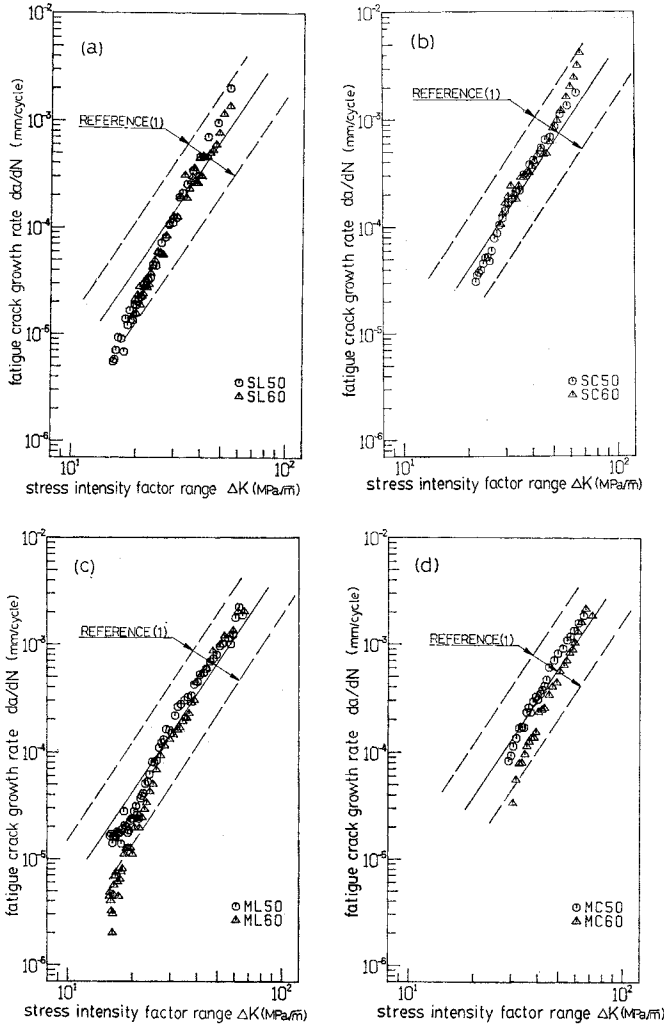 (a)
fatigue crack growth rate da/dN (mm/cycle)
10⁻²
10⁻³
10⁻⁴
10⁻⁵
10⁻⁶
REFERENCE(1)
SL50
SL60
10¹
10²
stress intensity factor range ΔK (MPa√m)
(b)
fatigue crack growth rate da/dN (mm/cycle)
10⁻²
10⁻³
10⁻⁴
10⁻⁵
10⁻⁶
REFERENCE(1)
SC50
SC60
10¹
10²
stress intensity factor range ΔK (MPa√m)
(c)
fatigue crack growth rate da/dN (mm/cycle)
10⁻²
10⁻³
10⁻⁴
10⁻⁵
10⁻⁶
REFERENCE(1)
ML50
ML60
10¹
10²
stress intensity factor range ΔK (MPa√m)
(d)
fatigue crack growth rate da/dN (mm/cycle)
10⁻²
10⁻³
10⁻⁴
10⁻⁵
10⁻⁶
REFERENCE(1)
MC50
MC60
10¹
10²
stress intensity factor range ΔK (MPa√m)